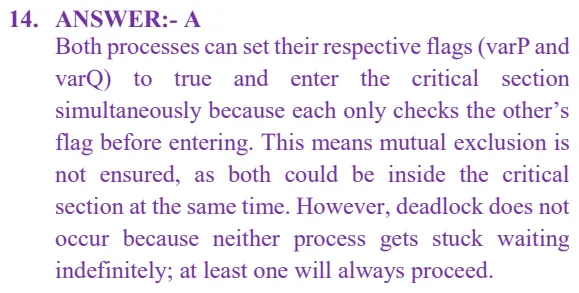 14. ANSWER:- A
Both processes can set their respective flags (varP and
varQ) to true and enter the critical section
simultaneously because each only checks the other’s
flag before entering. This means mutual exclusion is
not ensured, as both could be inside the critical
section at the same time. However, deadlock does not
occur because neither process gets stuck waiting
indefinitely; at least one will always proceed.